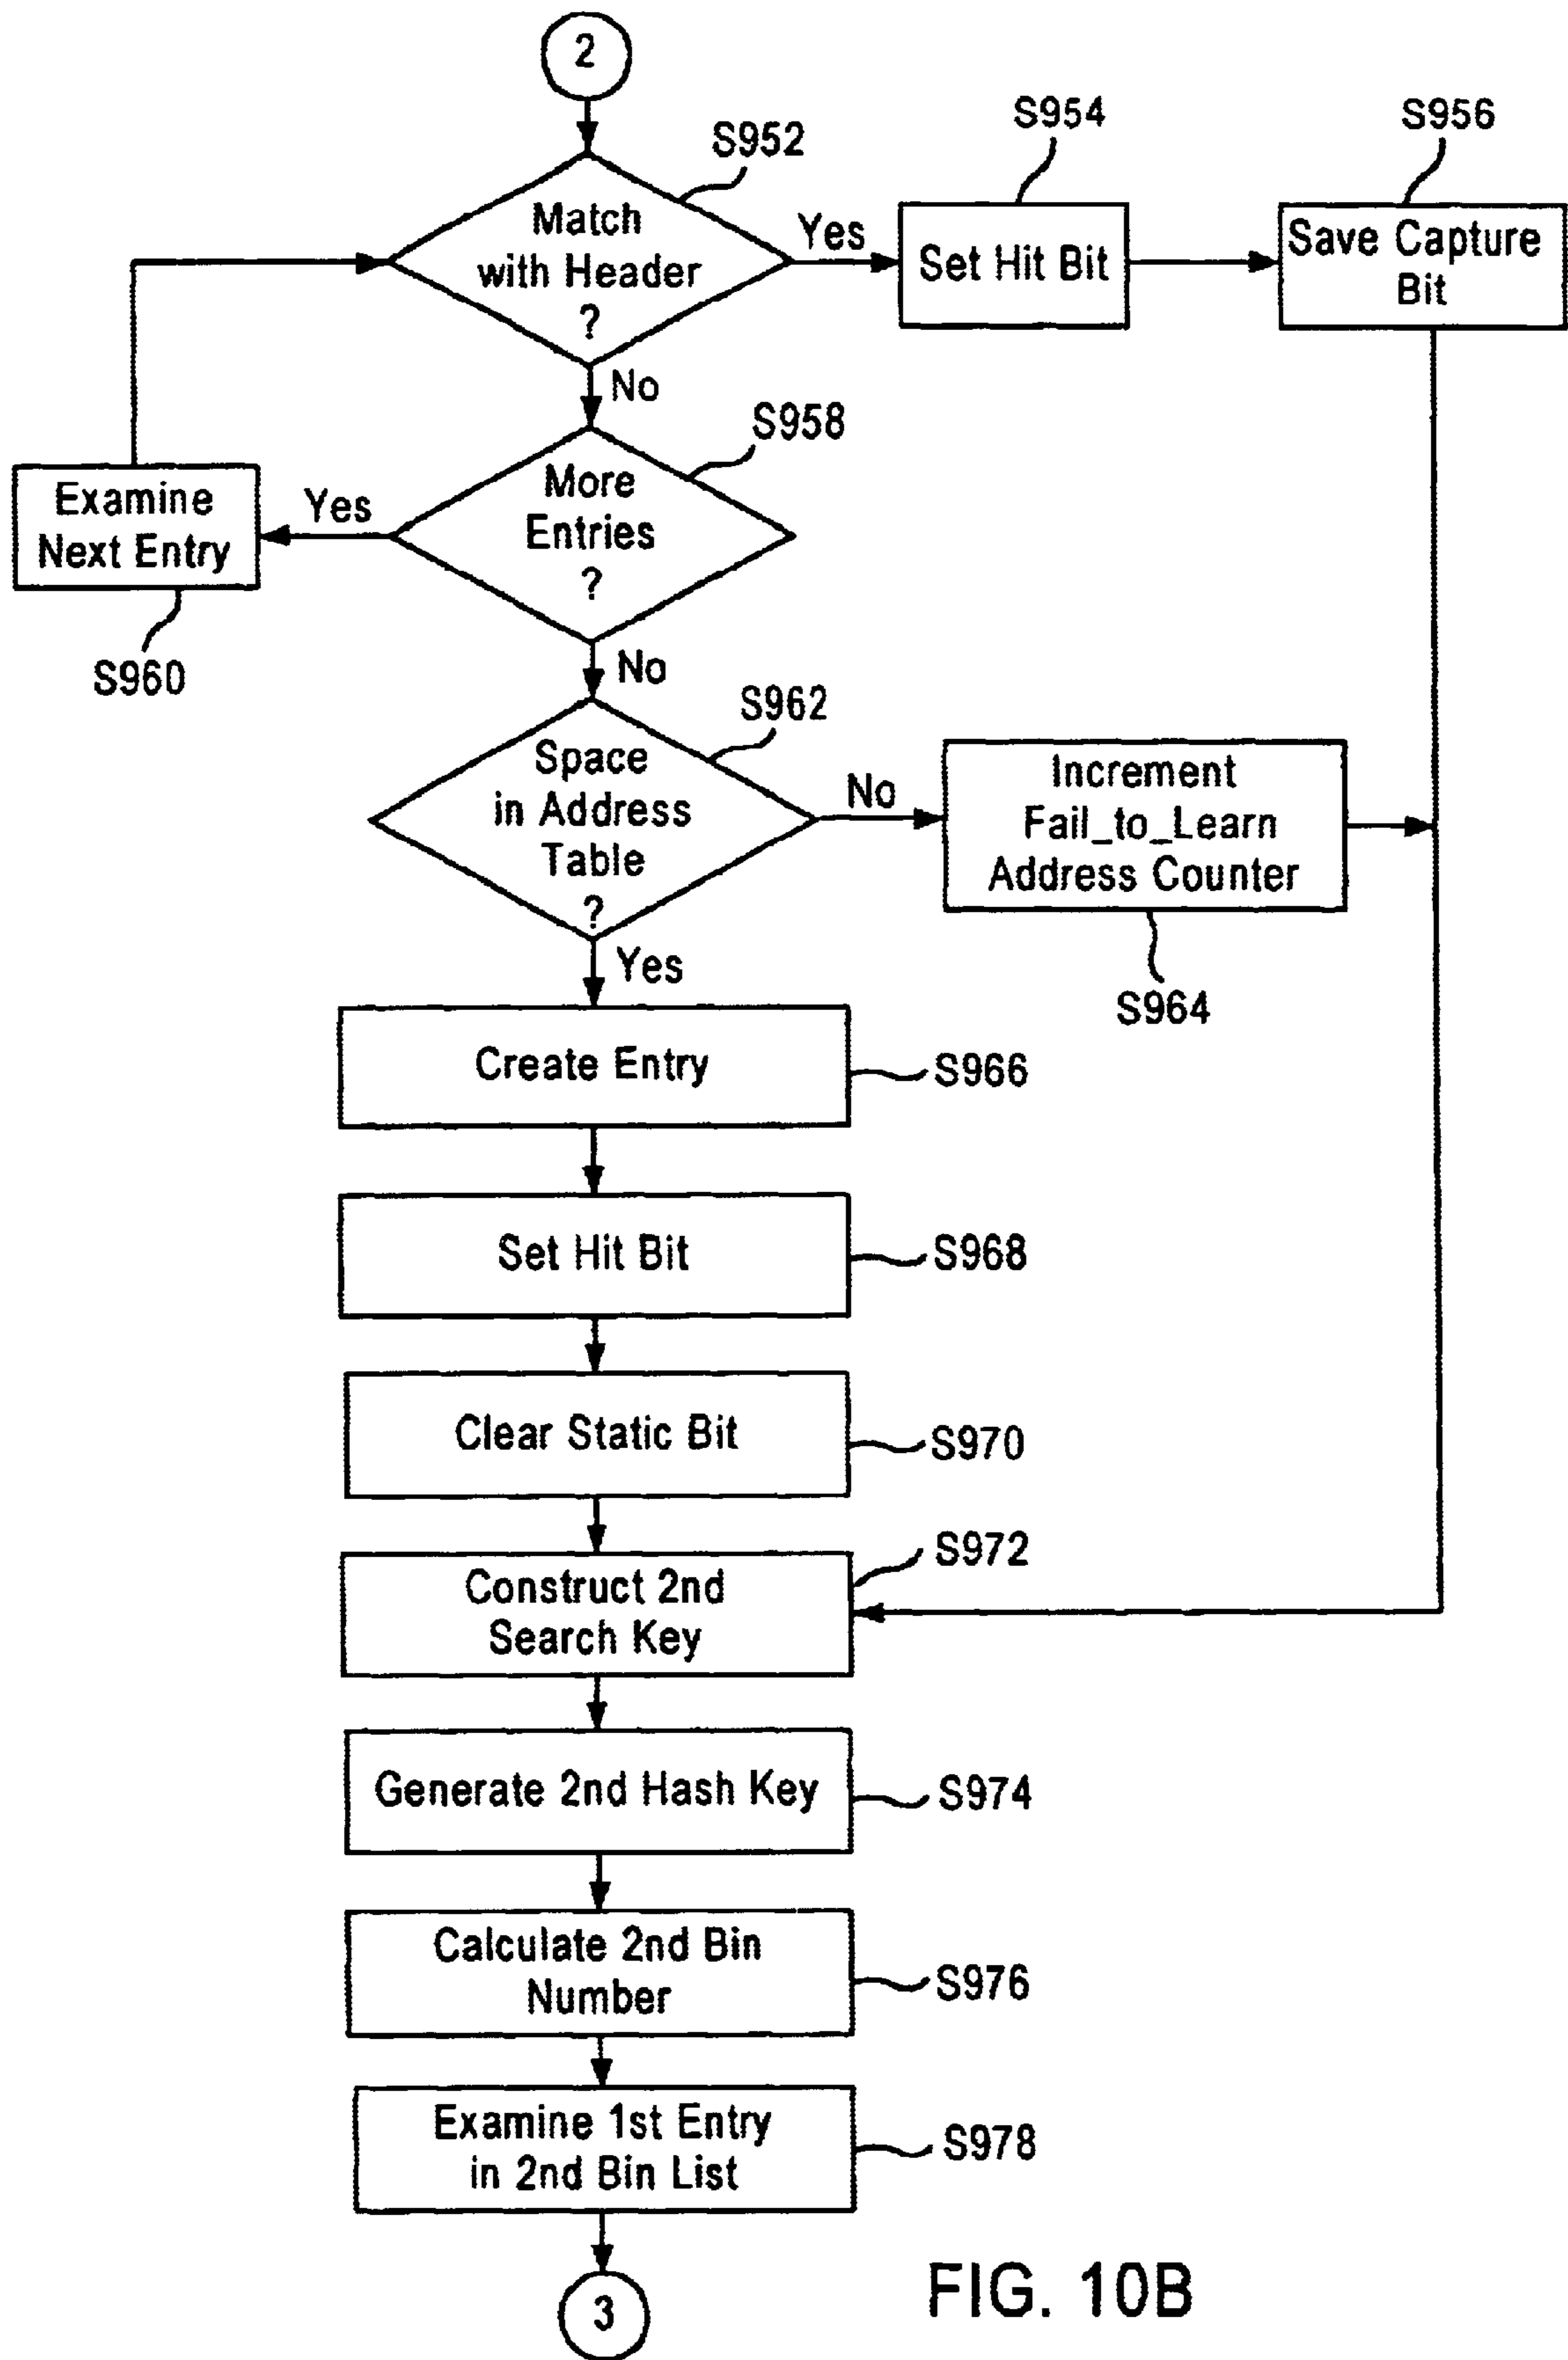 2
S952
S954
S956
Match
with Header
?
Yes
Set Hit Bit
Save Capture
Bit
No
S958
More
Entries
?
Yes
Examine
Next Entry
S960
No
S962
Space
in Address
Table
?
No
Increment
Fail_to_Learn
Address Counter
S964
Yes
Create Entry
S966
Set Hit Bit
S968
Clear Static Bit
S970
S972
Construct 2nd
Search Key
Generate 2nd Hash Key
S974
Calculate 2nd Bin
Number
S976
Examine 1st Entry
in 2nd Bin List
S978
3
FIG. 10B